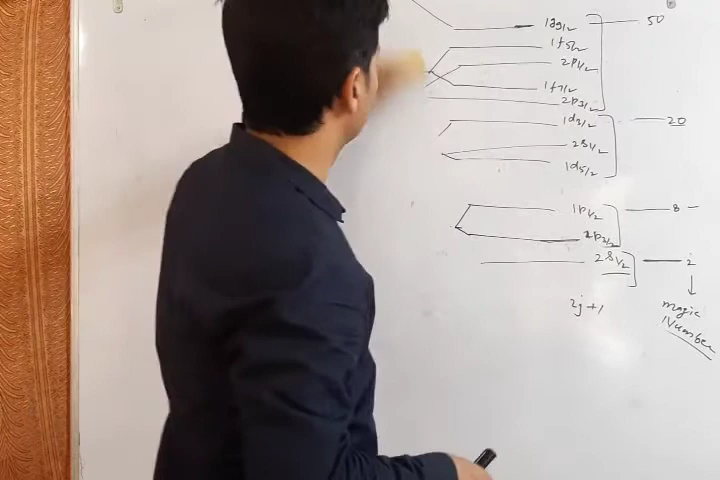 1g9/2 50
1f5/2
2p1/2
1f7/2
2p3/2
1d3/2 20
2s1/2
1d5/2
1p1/2 8
1p3/2
2s1/2 2
2j+1 magic
Number